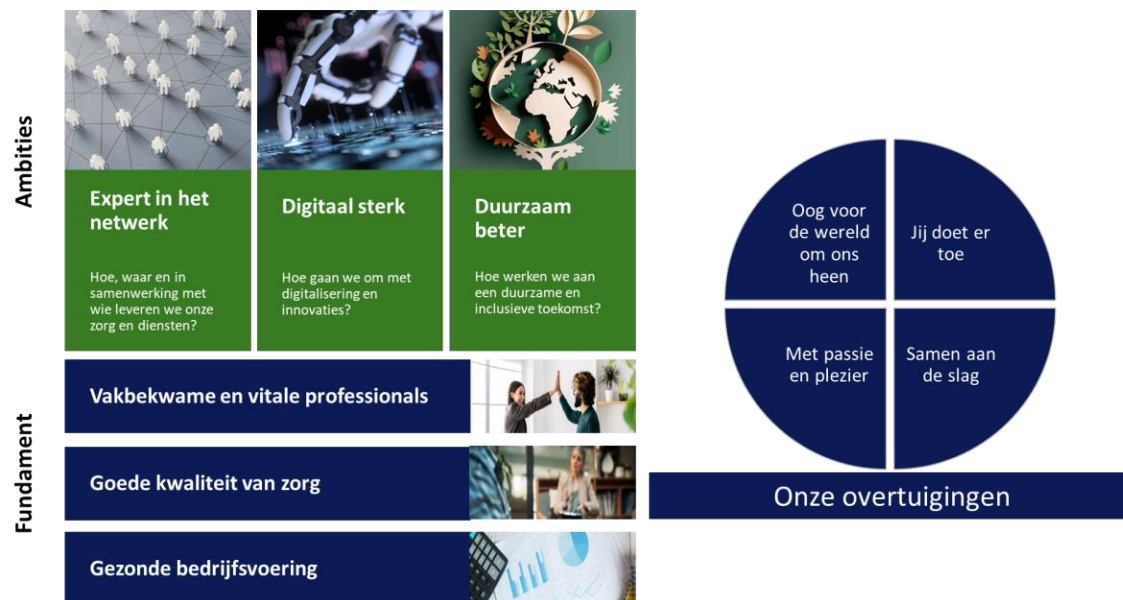 Ambities
Expert in het
netwerk
Hoe, waar en in
samenwerking met
wie leveren we onze
zorg en diensten?
Digitaal sterk
Hoe gaan we om met
digitalisering en
innovaties?
Duurzaam
beter
Hoe werken we aan
een duurzame en
inclusieve toekomst?
Fundament
Vakbekwame en vitale professionals
Goede kwaliteit van zorg
Gezonde bedrijfsvoering
Oog voor
de wereld
om ons
heen
Jij doet er
toe
Met passie
en plezier
Samen aan
de slag
Onze overtuigingen